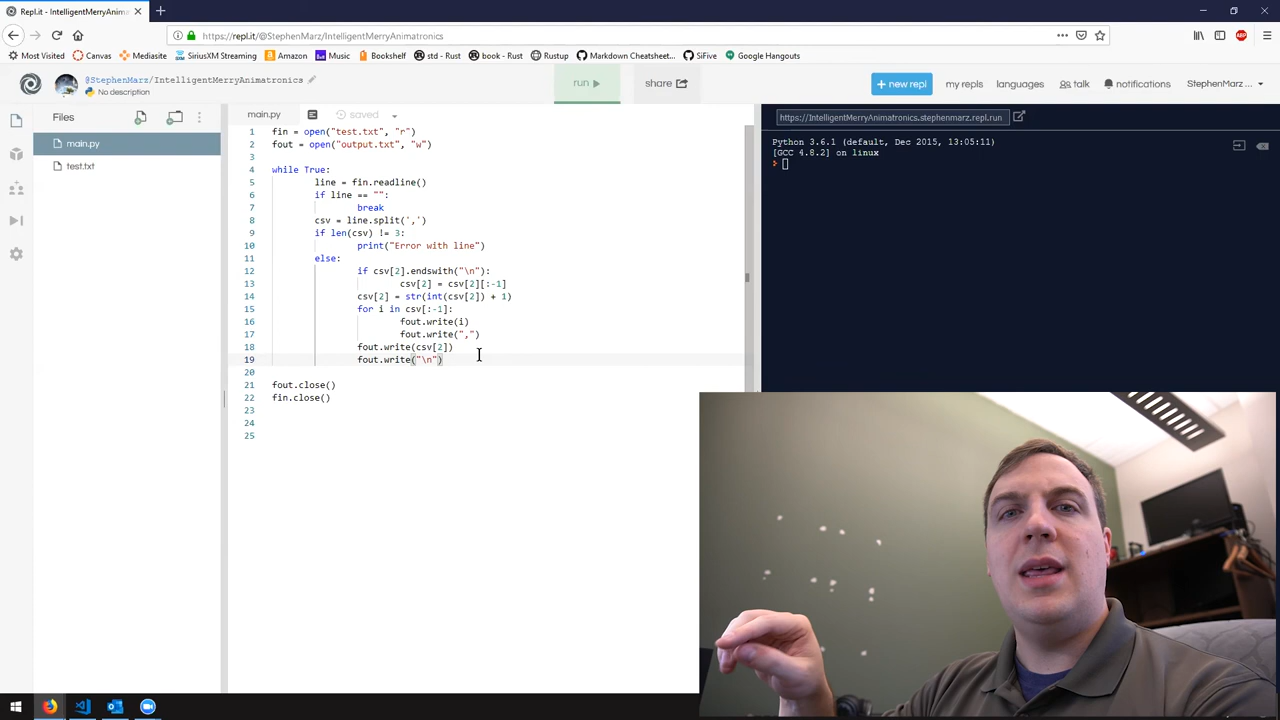 Repl.it - IntelligentMerryAnimat
https://repl.it/@StephenMarz/IntelligentMerryAnimatronics
Most Visited
Canvas
Mediasite
SiriusXM Streaming
Amazon
Music
Bookshelf
std - Rust
book - Rust
Rustup
Markdown Cheatsheet...
SiFive
Google Hangouts
@StephenMarz/IntelligentMerryAnimatronics
No description
run
share
+ new repl
my repls
languages
talk
notifications
StephenMarz ...
Files
main.py
test.txt
main.py
saved
1 fin = open("test.txt", "r")
2 fout = open("output.txt", "w")
3
4 while True:
5 line = fin.readline()
6 if line == "":
7 break
8 csv = line.split(',')
9 if len(csv) != 3:
10 print("Error with line")
11 else:
12 if csv[2].endswith("\n"):
13 csv[2] = csv[2][:-1]
14 csv[2] = str(int(csv[2]) + 1)
15 for i in csv[:-1]:
16 fout.write(i)
17 fout.write(",")
18 fout.write(csv[2])
19 fout.write("\n")
20
21 fout.close()
22 fin.close()
23
24
25
https://IntelligentMerryAnimatronics.stephenmarz.repl.run
Python 3.6.1 (default, Dec 2015, 13:05:11)
[GCC 4.8.2] on linux